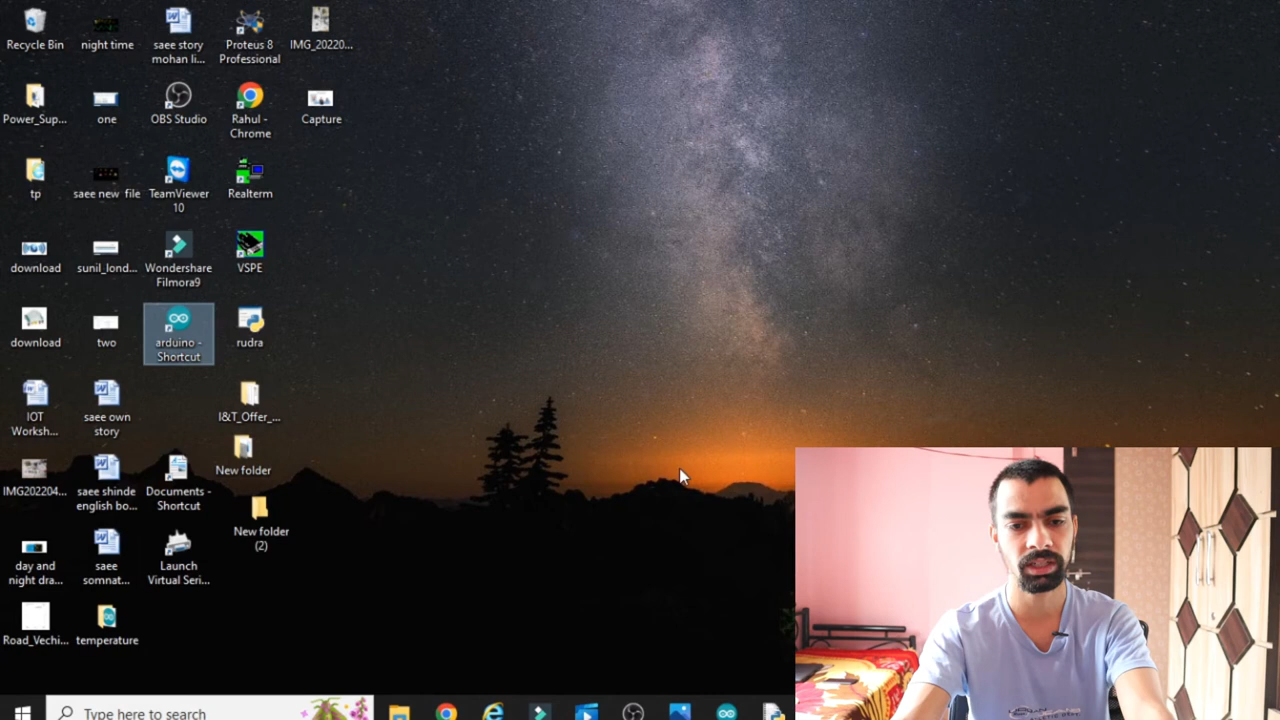 Recycle Bin
night time
saee story
mohan li...
Proteus 8
Professional
IMG_20220...
Power_Sup...
one
OBS Studio
Rahul -
Chrome
Capture
tp
saee new file
TeamViewer
10
Realterm
download
sunil_lond...
Wondershare
Filmora9
VSPE
download
two
arduino -
Shortcut
rudra
IOT
Worksh...
saee own
story
I&T_Offer_...
New folder
IMG202204...
saee shinde
english bo...
Documents -
Shortcut
New folder
(2)
day and
night dra...
saee
somnat...
Launch
Virtual Seri...
Road_Vechi...
temperature
Type here to search